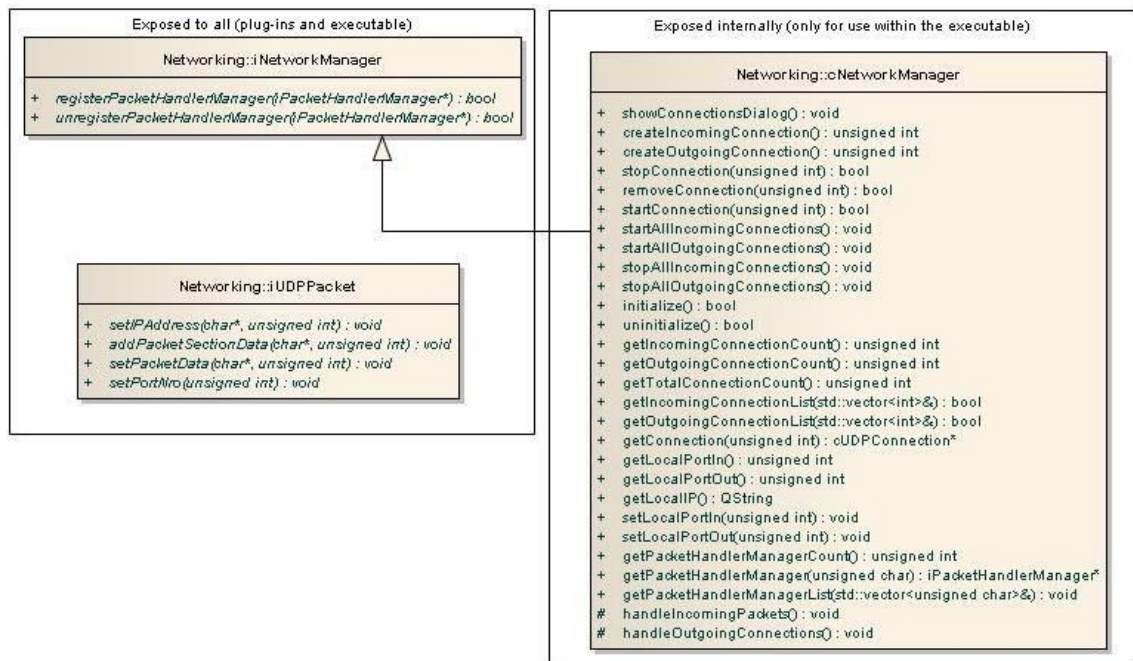 Exposed to all (plug-ins and executable)
Networking::iNetworkManager
+ registerPacketHandlerManager(iPacketHandlerManager*) : bool
+ unregisterPacketHandlerManager(iPacketHandlerManager*) : bool
Networking::iUDPPacket
+ setIPAddress(char*, unsigned int) : void
+ addPacketSectionData(char*, unsigned int) : void
+ setPacketData(char*, unsigned int) : void
+ setPortNro(unsigned int) : void
Exposed internally (only for use within the executable)
Networking::cNetworkManager
+ showConnectionsDialog() : void
+ createIncomingConnection() : unsigned int
+ createOutgoingConnection() : unsigned int
+ stopConnection(unsigned int) : bool
+ removeConnection(unsigned int) : bool
+ startConnection(unsigned int) : bool
+ startAllIncomingConnections() : void
+ startAllOutgoingConnections() : void
+ stopAllIncomingConnections() : void
+ stopAllOutgoingConnections() : void
+ initialize() : bool
+ uninitialize() : bool
+ getIncomingConnectionCount() : unsigned int
+ getOutgoingConnectionCount() : unsigned int
+ getTotalConnectionCount() : unsigned int
+ getIncomingConnectionList(std::vector<int>&) : bool
+ getOutgoingConnectionList(std::vector<int>&) : bool
+ getConnection(unsigned int) : cUDPConnection*
+ getLocalPortIn() : unsigned int
+ getLocalPortOut() : unsigned int
+ getLocalIP() : QString
+ setLocalPortIn(unsigned int) : void
+ setLocalPortOut(unsigned int) : void
+ getPacketHandlerManagerCount() : unsigned int
+ getPacketHandlerManager(unsigned char) : iPacketHandlerManager*
+ getPacketHandlerManagerList(std::vector<unsigned char>&) : void
# handleIncomingPackets() : void
# handleOutgoingConnections() : void